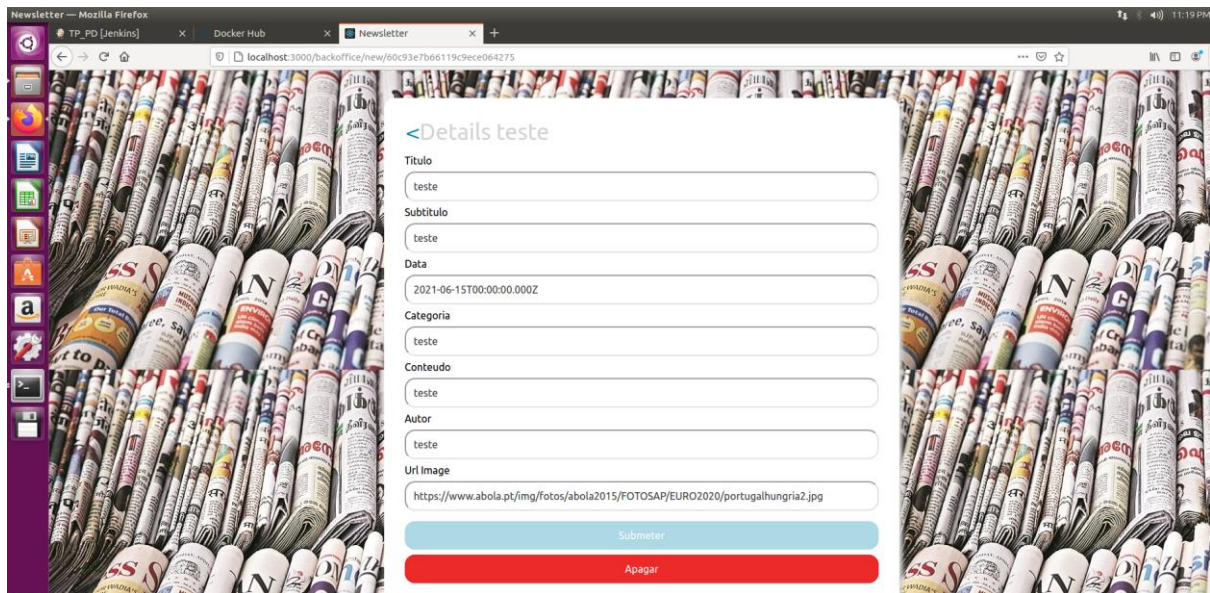 Newsletter — Mozilla Firefox
11:19 PM
TP_PD [Jenkins]
Docker Hub
Newsletter
localhost:3000/backoffice/new/60c93e7b66119c9ece064275
<Details teste
Titulo
teste
Subtitulo
teste
Data
2021-06-15T00:00:00.000Z
Categoria
teste
Conteudo
teste
Autor
teste
Url Image
https://www.abola.pt/img/fotos/abola2015/FOTOSAP/EURO2020/portugalhungria2.jpg
Submeter
Apagar